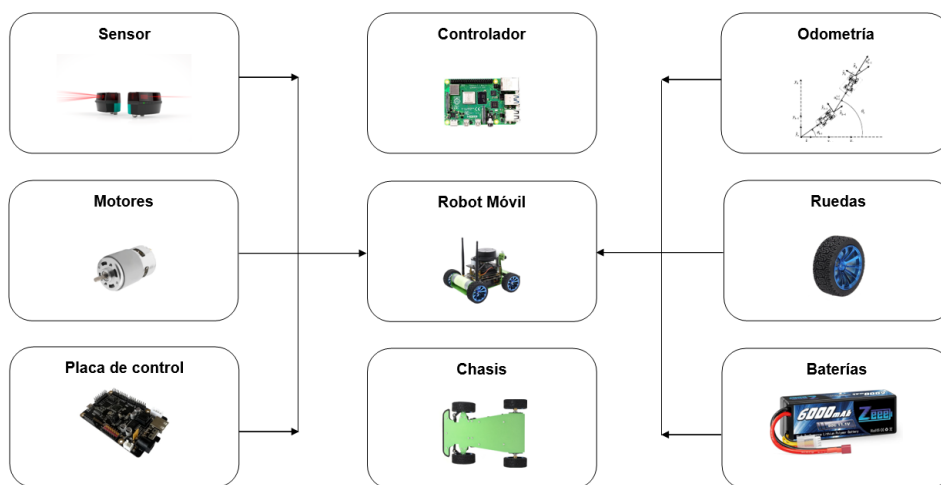 Sensor
Controlador
Odometría
Motores
Robot Móvil
Ruedas
Placa de control
Chasis
Baterías
6000mAh
Zeee